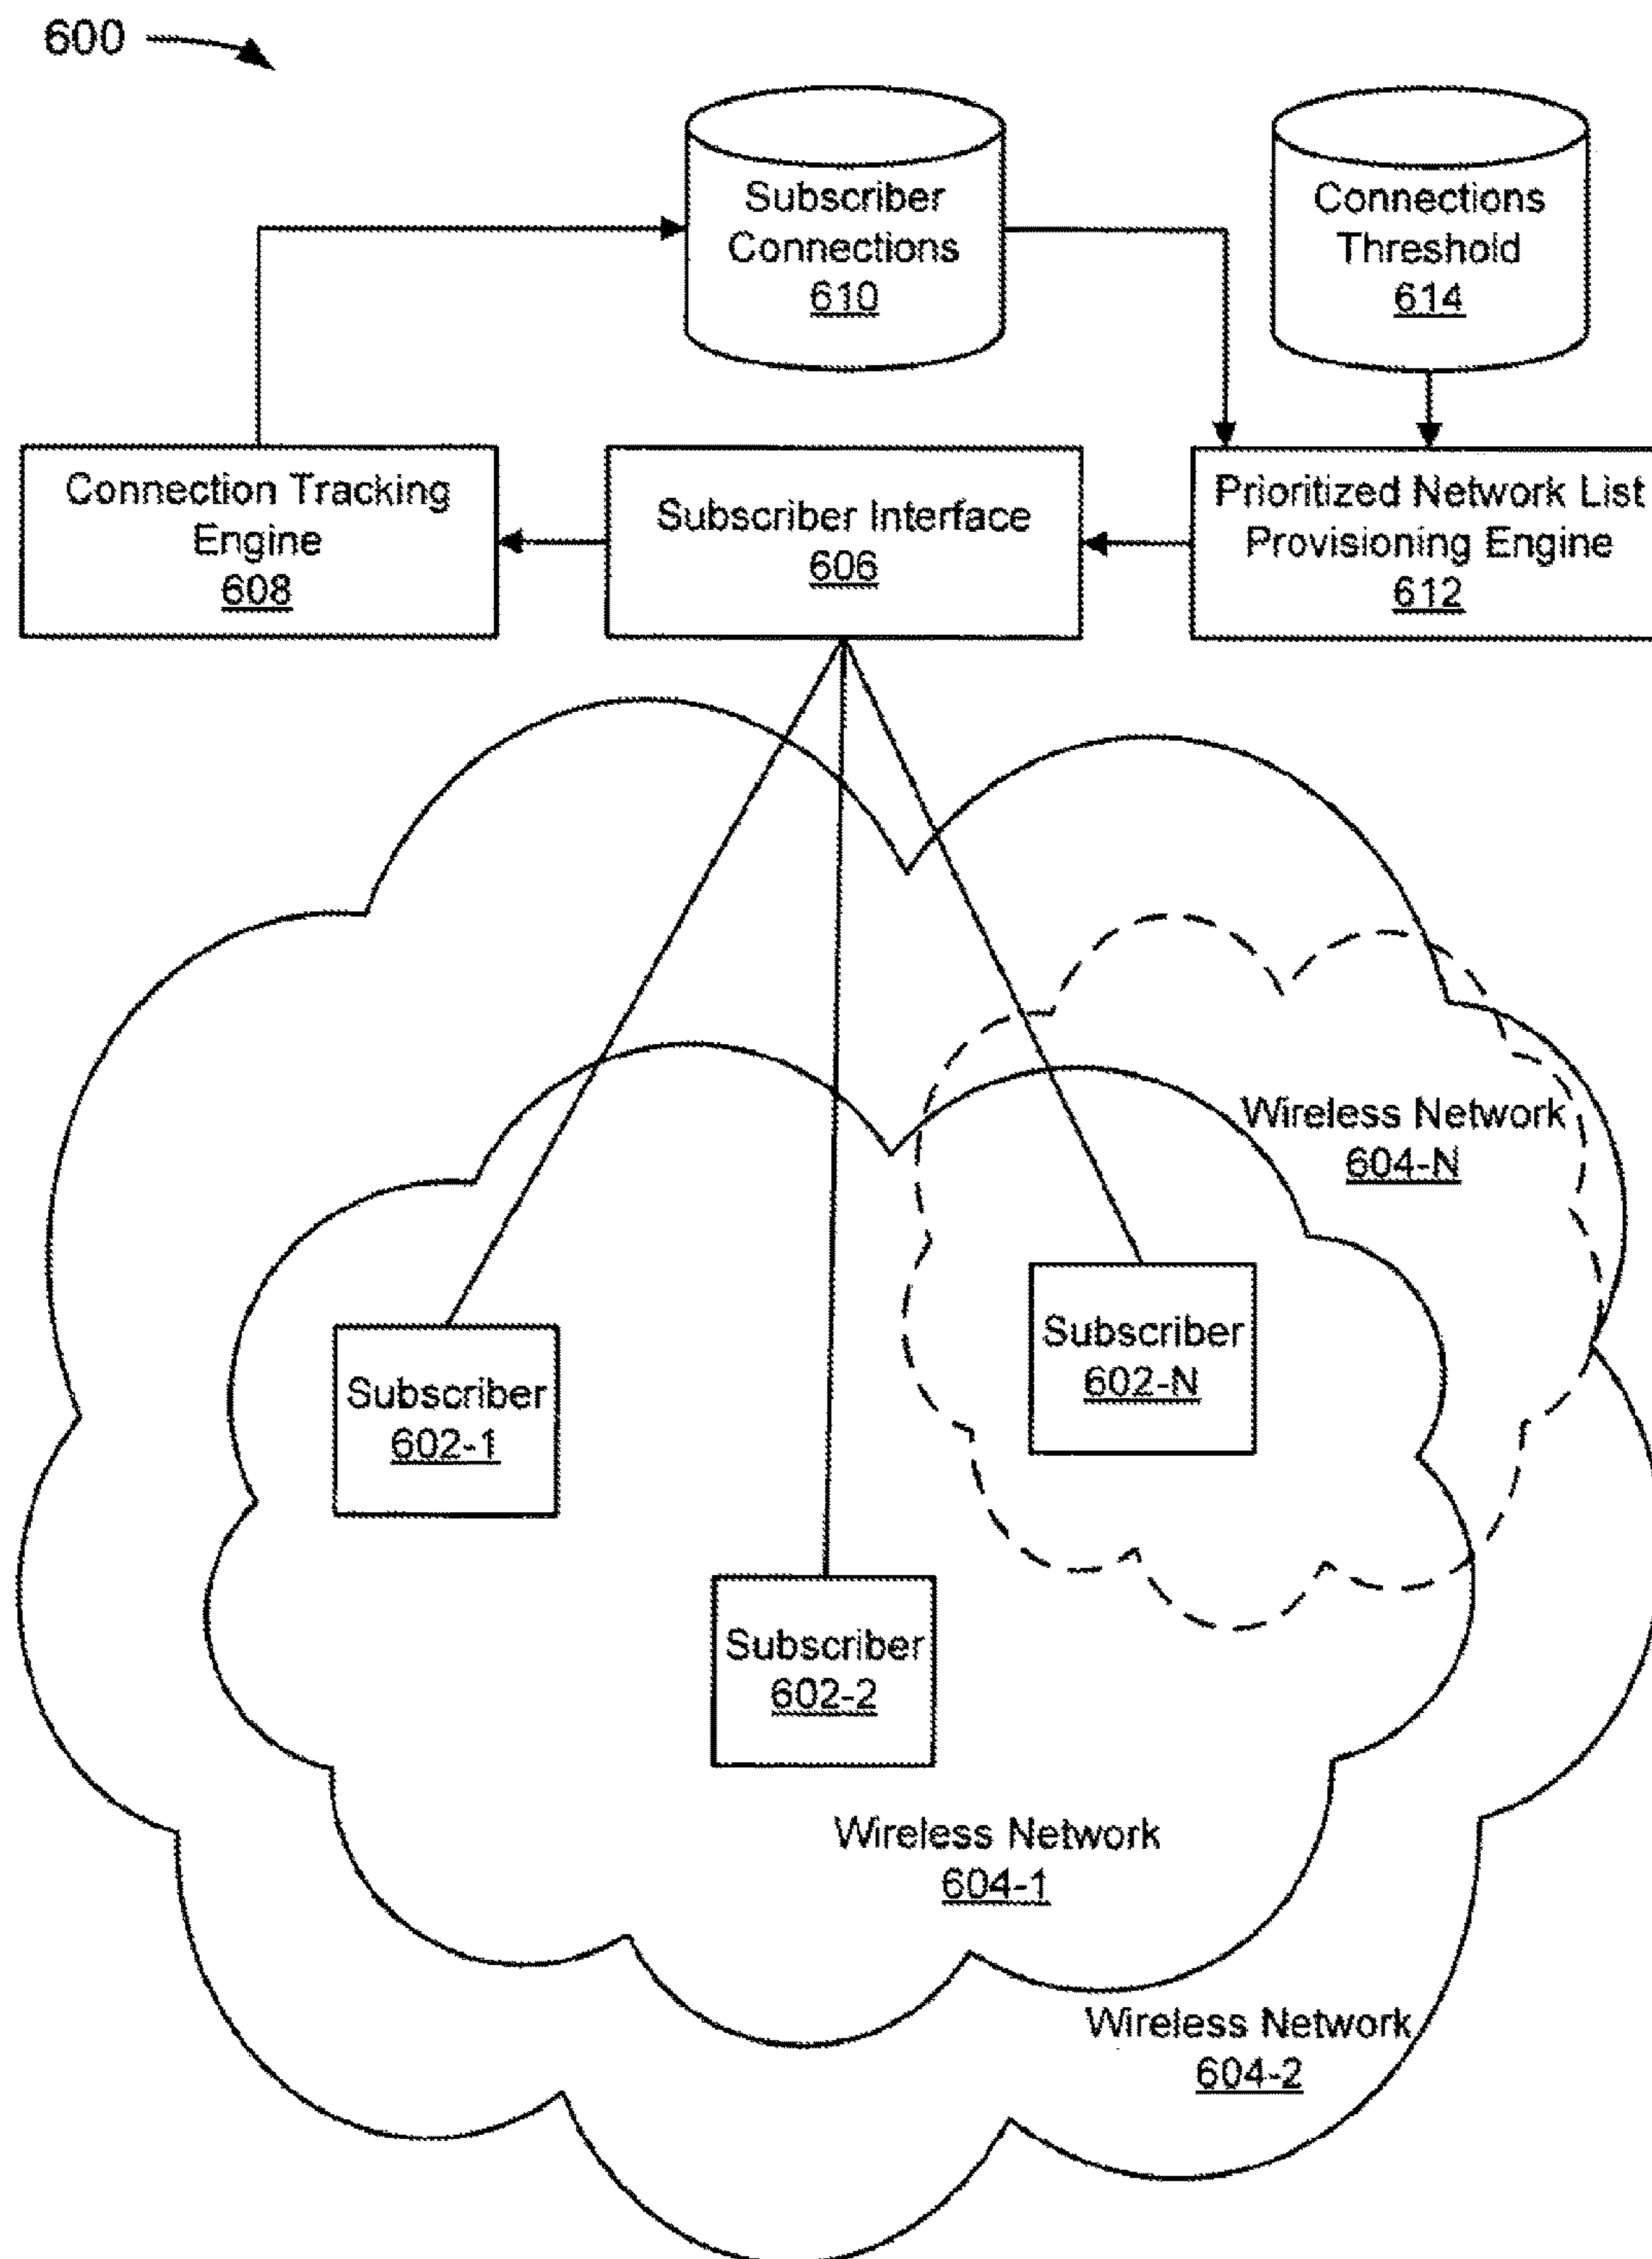 600
Subscriber
Connections
610
Connections
Threshold
614
Connection Tracking
Engine
608
Subscriber Interface
606
Prioritized Network List
Provisioning Engine
612
Wireless Network
604-N
Subscriber
602-N
Subscriber
602-1
Subscriber
602-2
Wireless Network
604-1
Wireless Network
604-2